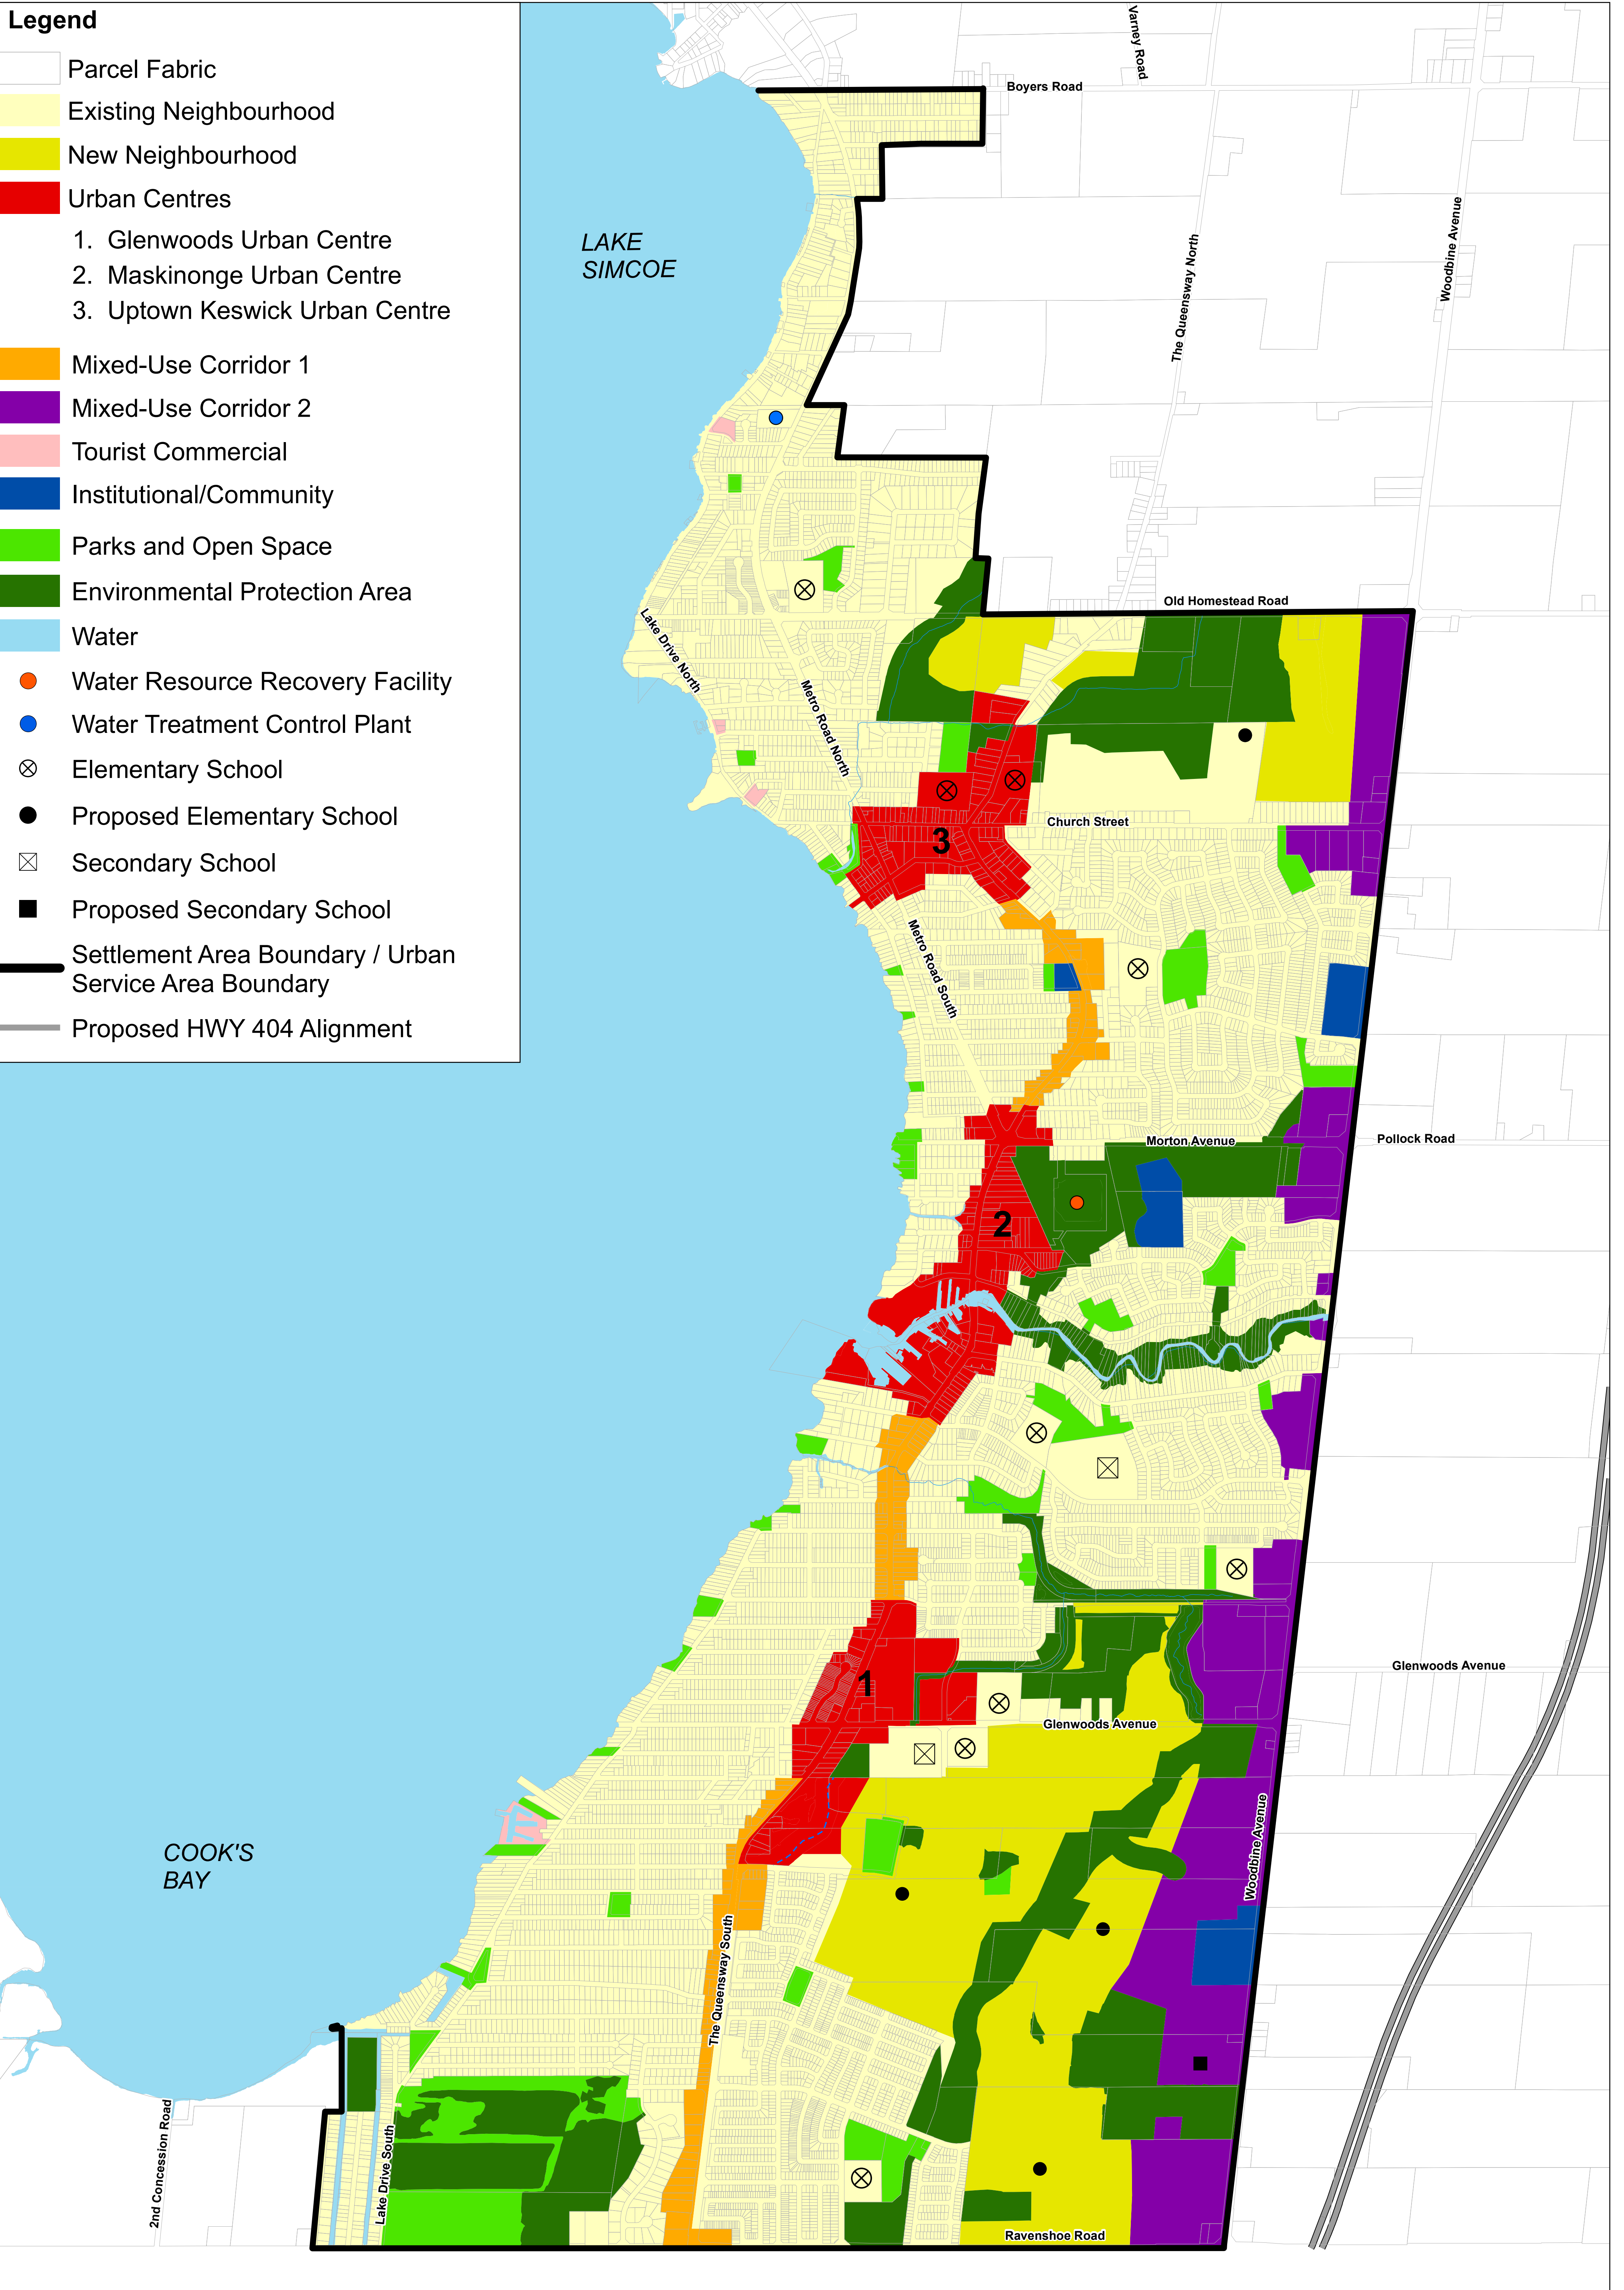 Legend
Parcel Fabric
Existing Neighbourhood
New Neighbourhood
Urban Centres
1. Glenwoods Urban Centre
2. Maskinonge Urban Centre
3. Uptown Keswick Urban Centre
Mixed-Use Corridor 1
Mixed-Use Corridor 2
Tourist Commercial
Institutional/Community
Parks and Open Space
Environmental Protection Area
Water
Water Resource Recovery Facility
Water Treatment Control Plant
Elementary School
Proposed Elementary School
Secondary School
Proposed Secondary School
Settlement Area Boundary / Urban
Service Area Boundary
Proposed HWY 404 Alignment
Varney Road
Boyers Road
LAKE
SIMCOE
The Queensway North
Woodbine Avenue
Old Homestead Road
Lake Drive North
Metro Road North
Church Street
3
Metro Road South
Morton Avenue
Pollock Road
2
Glenwoods Avenue
1
Glenwoods Avenue
Woodbine Avenue
COOK'S
BAY
The Queensway South
2nd Concession Road
Lake Drive South
Ravenshoe Road